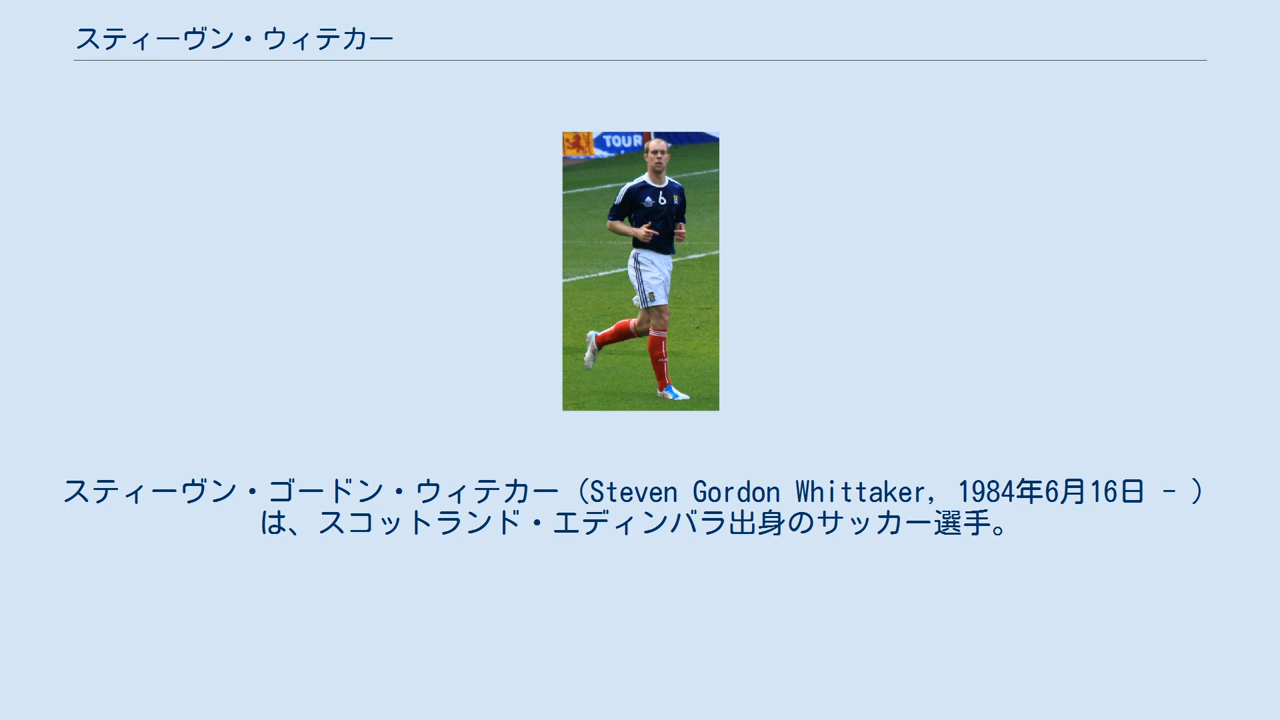 スティーヴン・ウィテカー
TOUR
6
スティーヴン・ゴードン・ウィテカー（Steven Gordon Whittaker, 1984年6月16日 - ）
は、スコットランド・エディンバラ出身のサッカー選手。